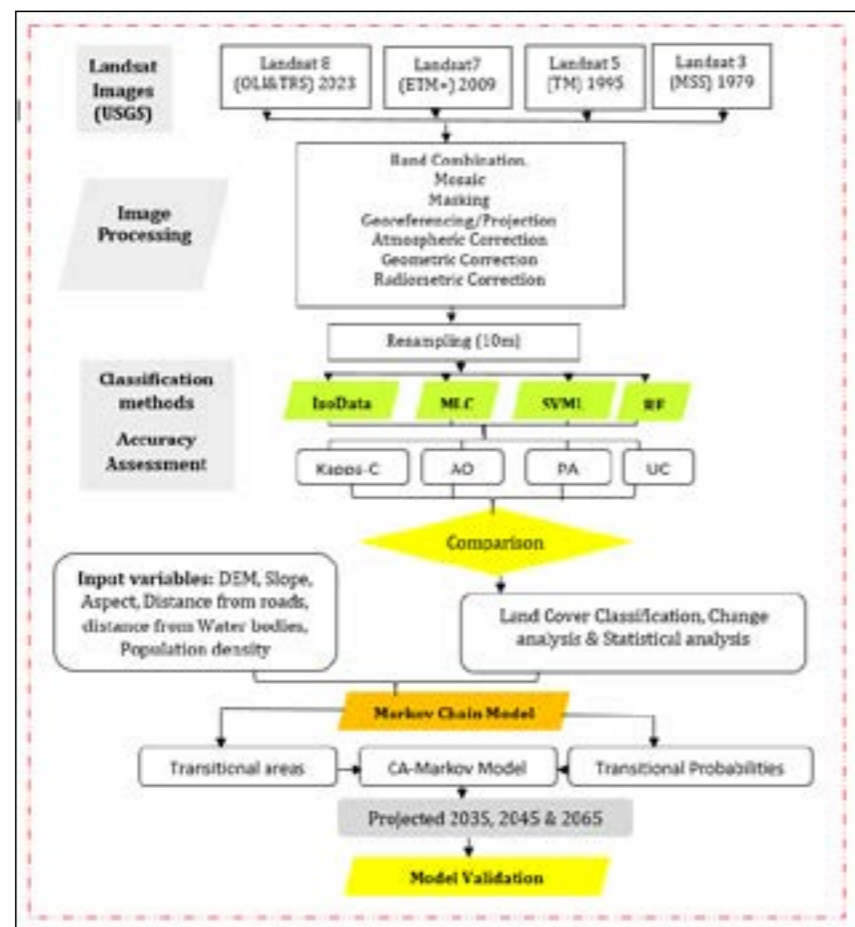 Landsat Images (USGS)
Landsat 8
(OLI&TRS) 2023
Landsat7
(ETM+) 2009
Landsat 5
(TM) 1995
Landsat 3
(MSS) 1979
Image
Processing
Band Combination.
Mosaic
Masking
Georeferencing/Projection
Atmospheric Correction
Geometric Correction
Radiometric Correction
Resampling (10m)
Classification
methods
Accuracy
Assessment
IsoData
MLC
RF
Kappa-C
AO
PA
UC
Comparison
Input variables: DEM, Slope,
Aspect, Distance from roads,
distance from Water bodies,
Population density
Land Cover Classification, Change
analysis & Statistical analysis
Markov Chain Model
Transitional areas
CA-Markov Model
Transitional Probabilities
Projected 2035, 2045 & 2065
Model Validation